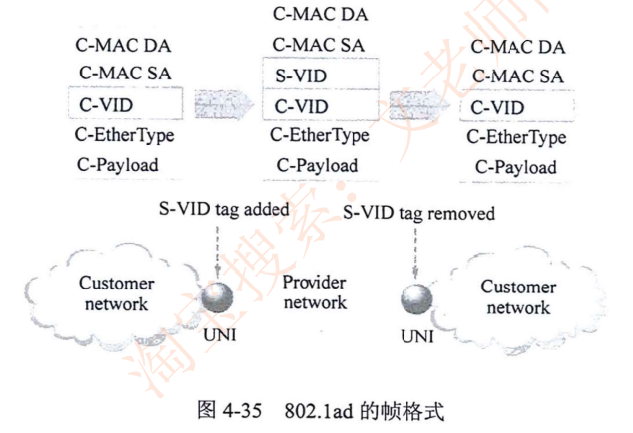 C-MAC DA
C-MAC SA
C-VID
C-EtherType
C-Payload
C-MAC DA
C-MAC SA
S-VID
C-VID
C-EtherType
C-Payload
C-MAC DA
C-MAC SA
C-VID
C-EtherType
C-Payload
S-VID tag added
S-VID tag removed
Customer
network
UNI
Provider
network
UNI
Customer
network
图 4-35 802.1ad 的帧格式
淘宝搜索：文老师